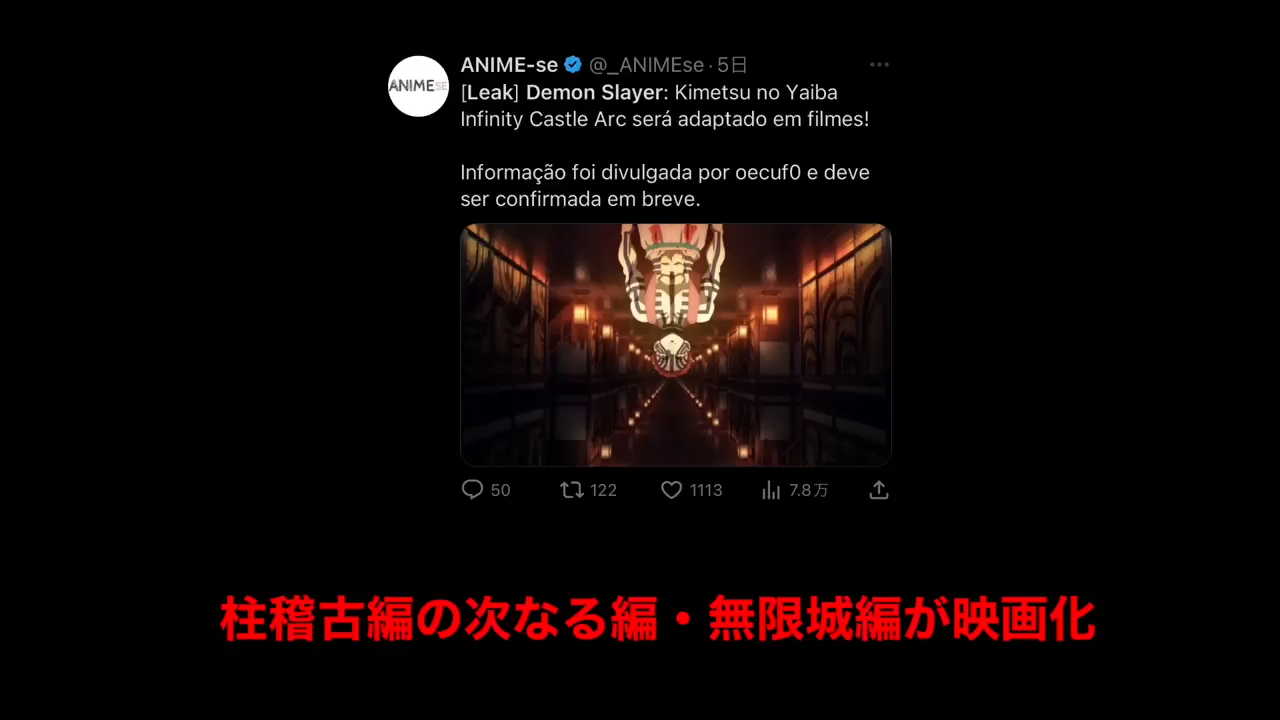 ANIME-se @_ANIMEse · 5日
ANIMESE
[Leak] Demon Slayer: Kimetsu no Yaiba
Infinity Castle Arc será adaptado em filmes!
Informação foi divulgada por oecuf0 e deve
ser confirmada em breve.
50 122 1113 7.8万
柱稽古編の次なる編・無限城編が映画化